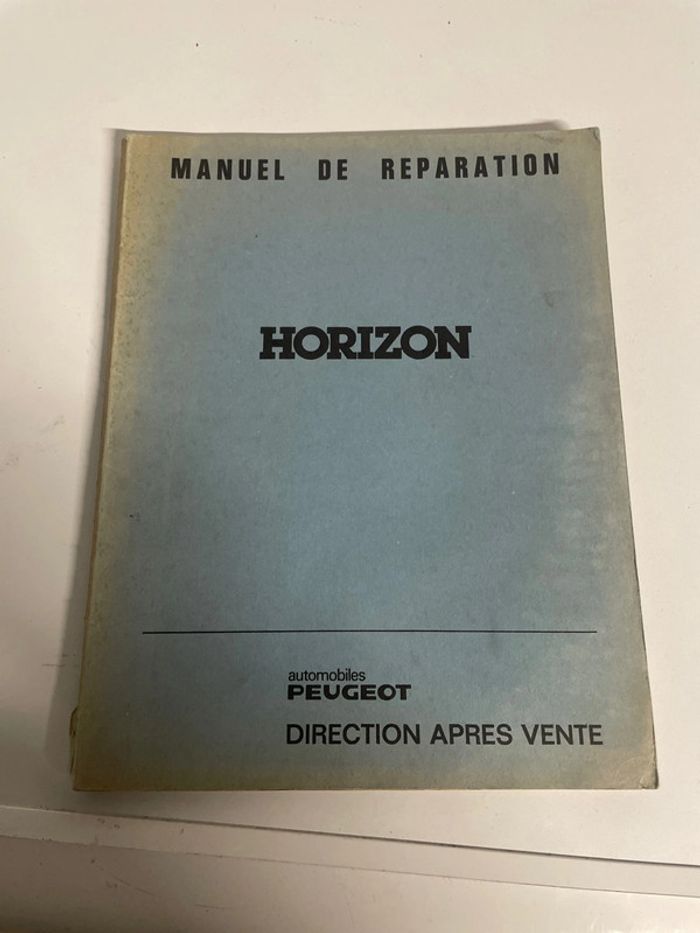 MANUEL DE REPARATION
HORIZON
automobiles
PEUGEOT
DIRECTION APRES VENTE